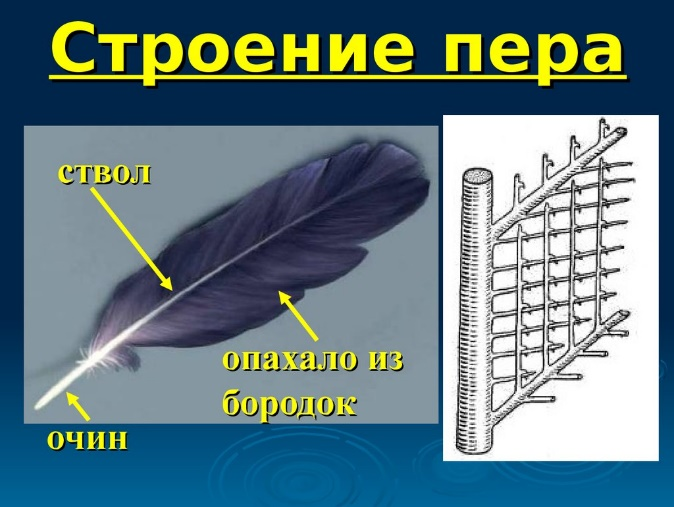 Строение пера
ствол
опахало из
бородок
очин